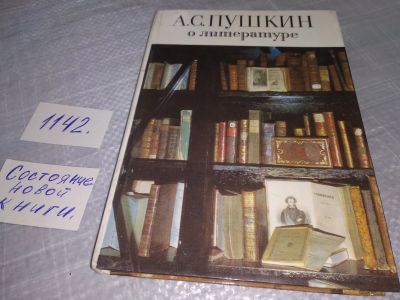 А.С.ПУШКИН
о литературе
1142.
Состояние
новой
книги.